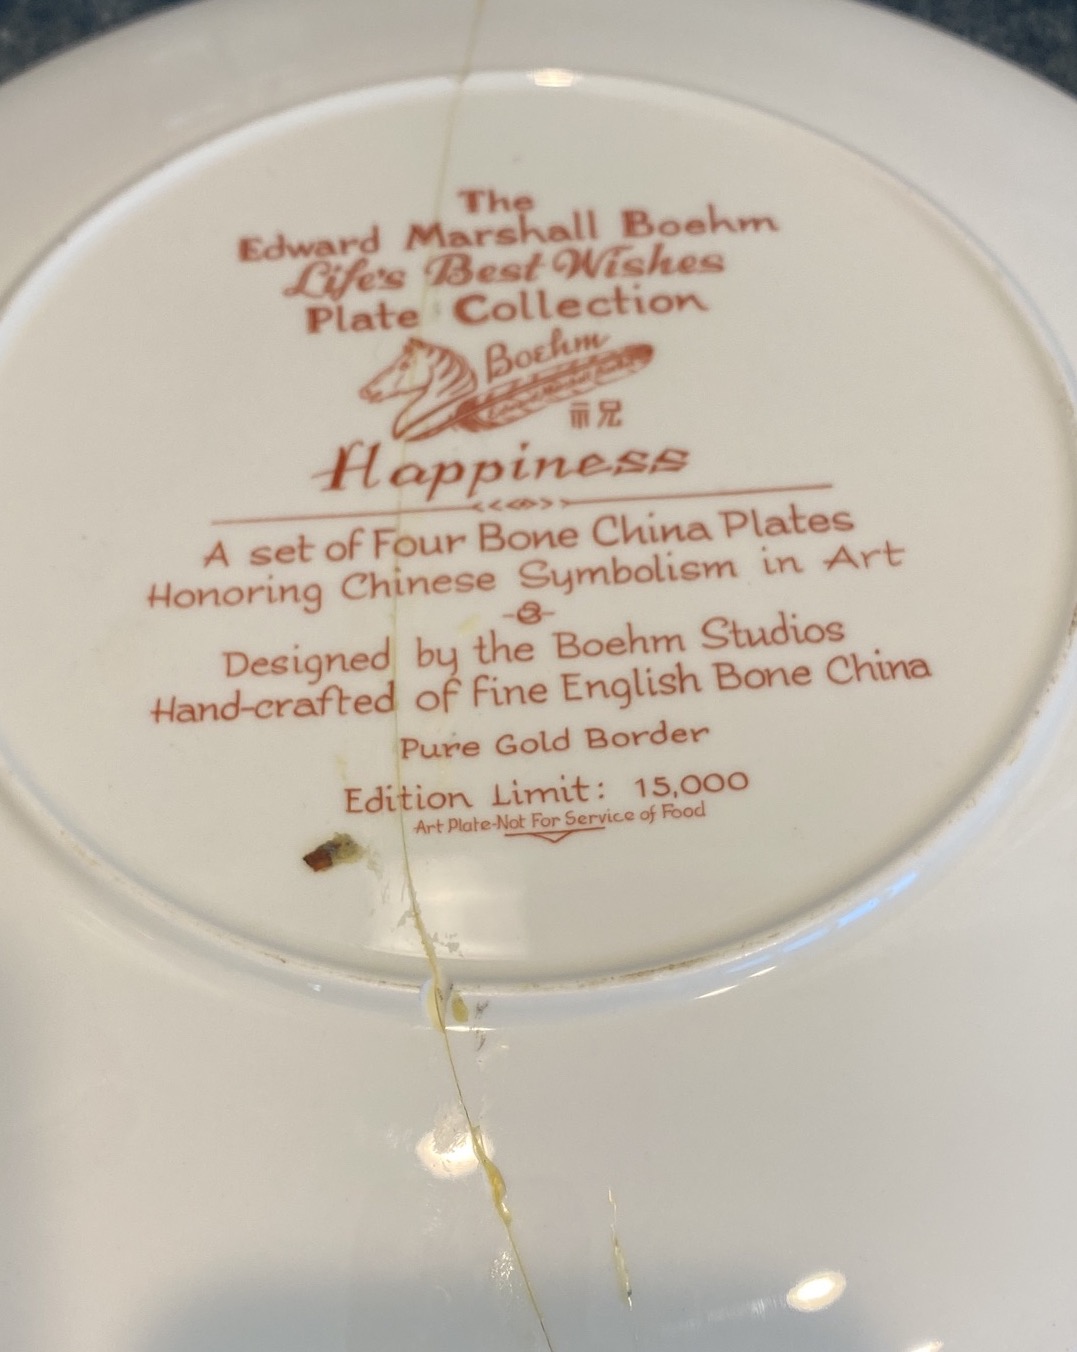 The
Edward Marshall Boehm
Life's Best Wishes
Plate Collection
Boehm
Happiness
A set of Four Bone China Plates
Honoring Chinese Symbolism in Art
Designed by the Boehm Studios
Hand-crafted of fine English Bone China
Pure Gold Border
Edition Limit: 15,000
Art Plate-Not For Service of Food